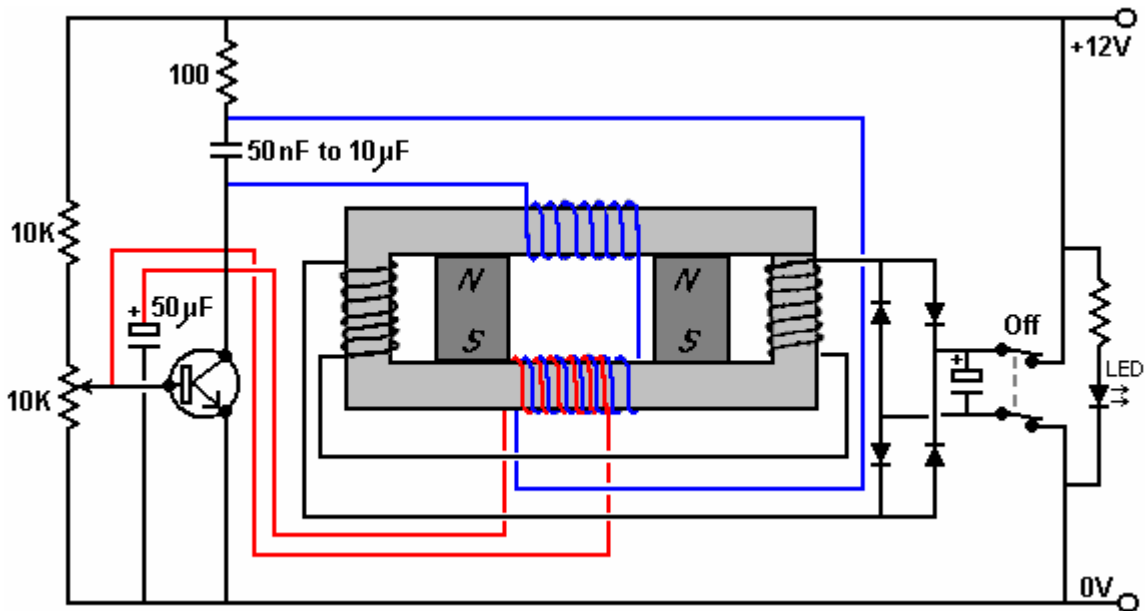 +12V
100
50nF to 10µF
10K
N
N
50µF
+
S
S
Off
+
10K
LED
0V